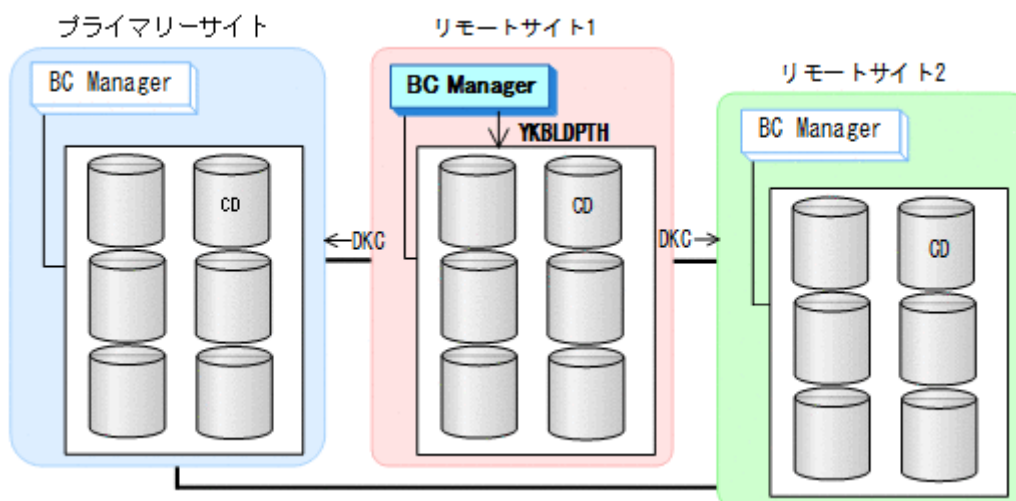 プライマリーサイト
リモートサイト1
リモートサイト2
BC Manager
BC Manager
BC Manager
YKBLDPTH
CD
CD
CD
←DKC
DKC→